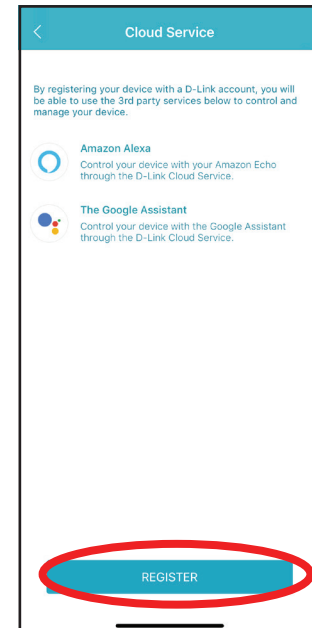 Cloud Service
By registering your device with a D-Link account, you will
be able to use the 3rd party services below to control and
manage your device.
Amazon Alexa
Control your device with your Amazon Echo
through the D-Link Cloud Service.
The Google Assistant
Control your device with the Google Assistant
through the D-Link Cloud Service.
REGISTER